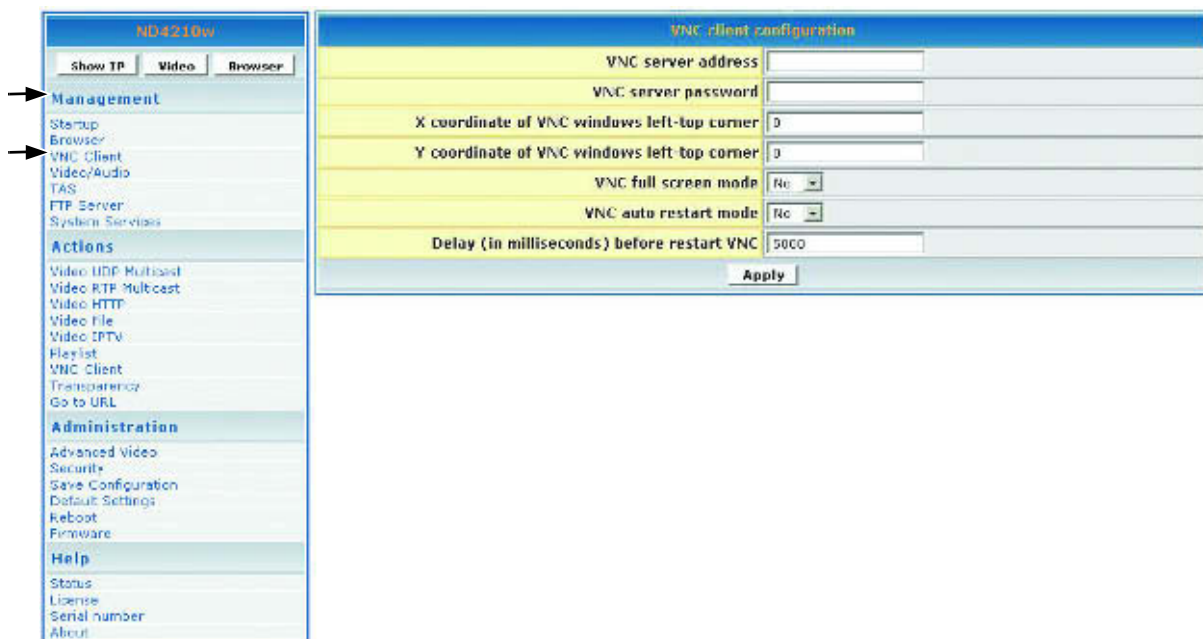 ND4210w
Show IP Video Browser
Management
Startup
Browser
VNC Client
Video/Audio
TAS
FTP Server
System Services
Actions
Video UDP Multicast
Video RTP Multicast
Video HTTP
Video File
Video IPTV
Playlist
VNC Client
Transparency
Go to URL
Administration
Advanced Video
Security
Save Configuration
Default Settings
Reboot
Firmware
Help
Status
License
Serial number
About
VNC client configuration
VNC server address
VNC server password
X coordinate of VNC windows left-top corner 0
Y coordinate of VNC windows left-top corner 0
VNC full screen mode No
VNC auto restart mode No
Delay (in milliseconds) before restart VNC 5000
Apply